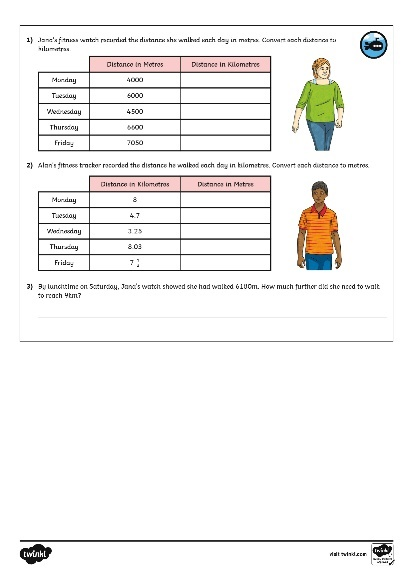 1) Jana's fitness watch recorded the distance she walked each day in metres. Convert each distance to
kilometres.
Distance in Metres Distance in Kilometres
Monday 4000
Tuesday 6000
Wednesday 4500
Thursday 6600
Friday 7050
2) Alan's fitness tracker recorded the distance he walked each day in kilometres. Convert each distance to metres.
Distance in Kilometres Distance in Metres
Monday 8
Tuesday 4.7
Wednesday 3.25
Thursday 8.03
Friday 7
3) By lunchtime on Saturday, Jana's watch showed she had walked 6100m. How much further did she need to walk
to reach 9km?
twinkl
visit twinkl.com
twinkl